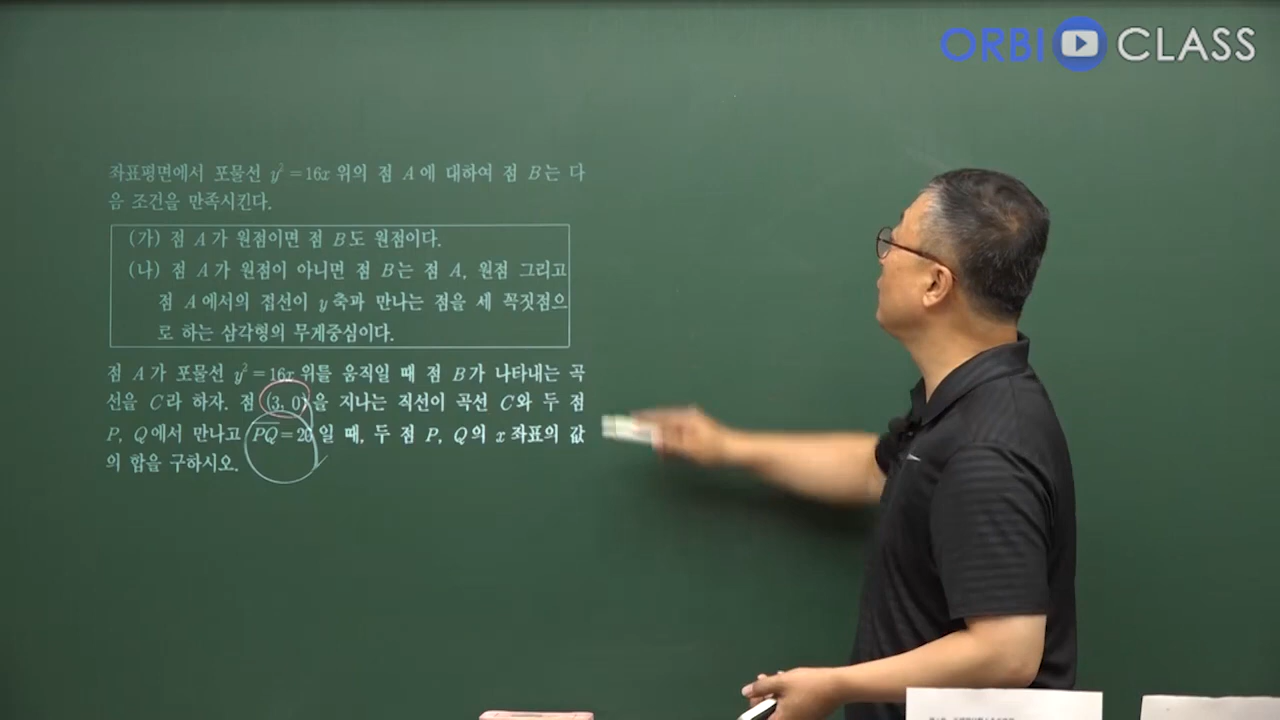 ORBI CLASS
좌표평면에서 포물선 y²=16x 위의 점 A에 대하여 점 B는 다
음 조건을 만족시킨다.
(가) 점 A가 원점이면 점 B도 원점이다.
(나) 점 A가 원점이 아니면 점 B는 점 A, 원점 그리고
점 A에서의 접선이 y축과 만나는 점을 세 꼭짓점으
로 하는 삼각형의 무게중심이다.
점 A가 포물선 y²=16x 위를 움직일 때 점 B가 나타내는 곡
선을 C라 하자. 점 (3, 0)을 지나는 직선이 곡선 C와 두 점
P, Q에서 만나고 PQ=20일 때, 두 점 P, Q의 x좌표의 값
의 합을 구하시오.